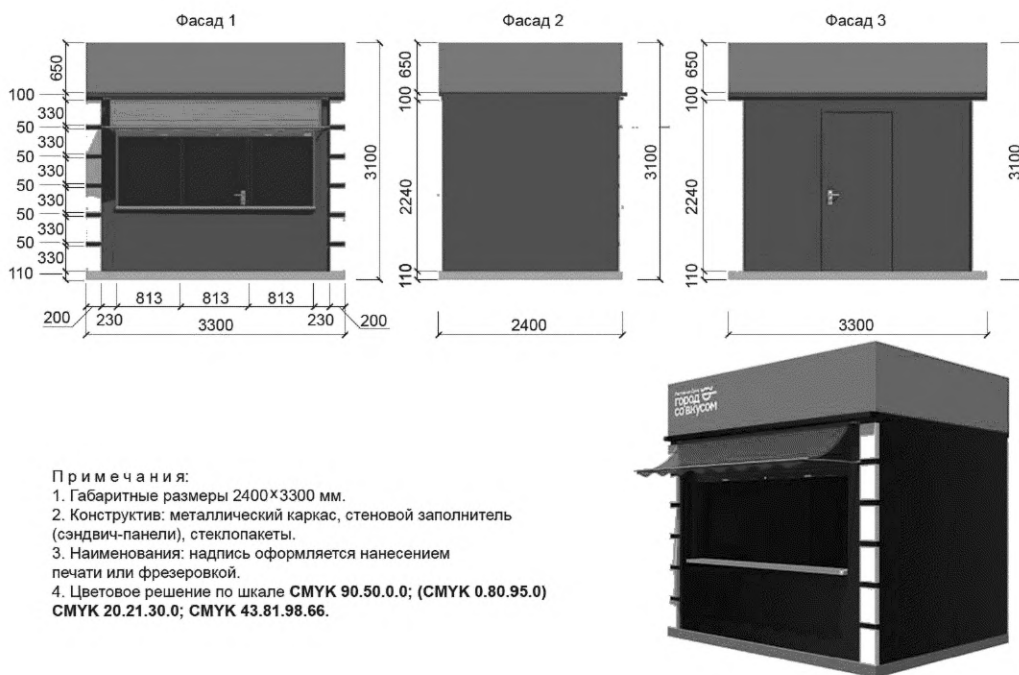 Фасад 1
Фасад 2
Фасад 3
650
100
330
50
330
50
330
50
330
50
330
50
330
110
3100
813
813
813
200
230
3300
230
200
650
100
2240
110
3100
2400
650
100
2240
110
3100
3300
город
со вкусом
Примечания:
1. Габаритные размеры 2400×3300 мм.
2. Конструктив: металлический каркас, стеновой заполнитель
(сэндвич-панели), стеклопакеты.
3. Наименования: надпись оформляется нанесением
печати или фрезеровкой.
4. Цветовое решение по шкале CMYK 90.50.0.0; (CMYK 0.80.95.0)
CMYK 20.21.30.0; CMYK 43.81.98.66.